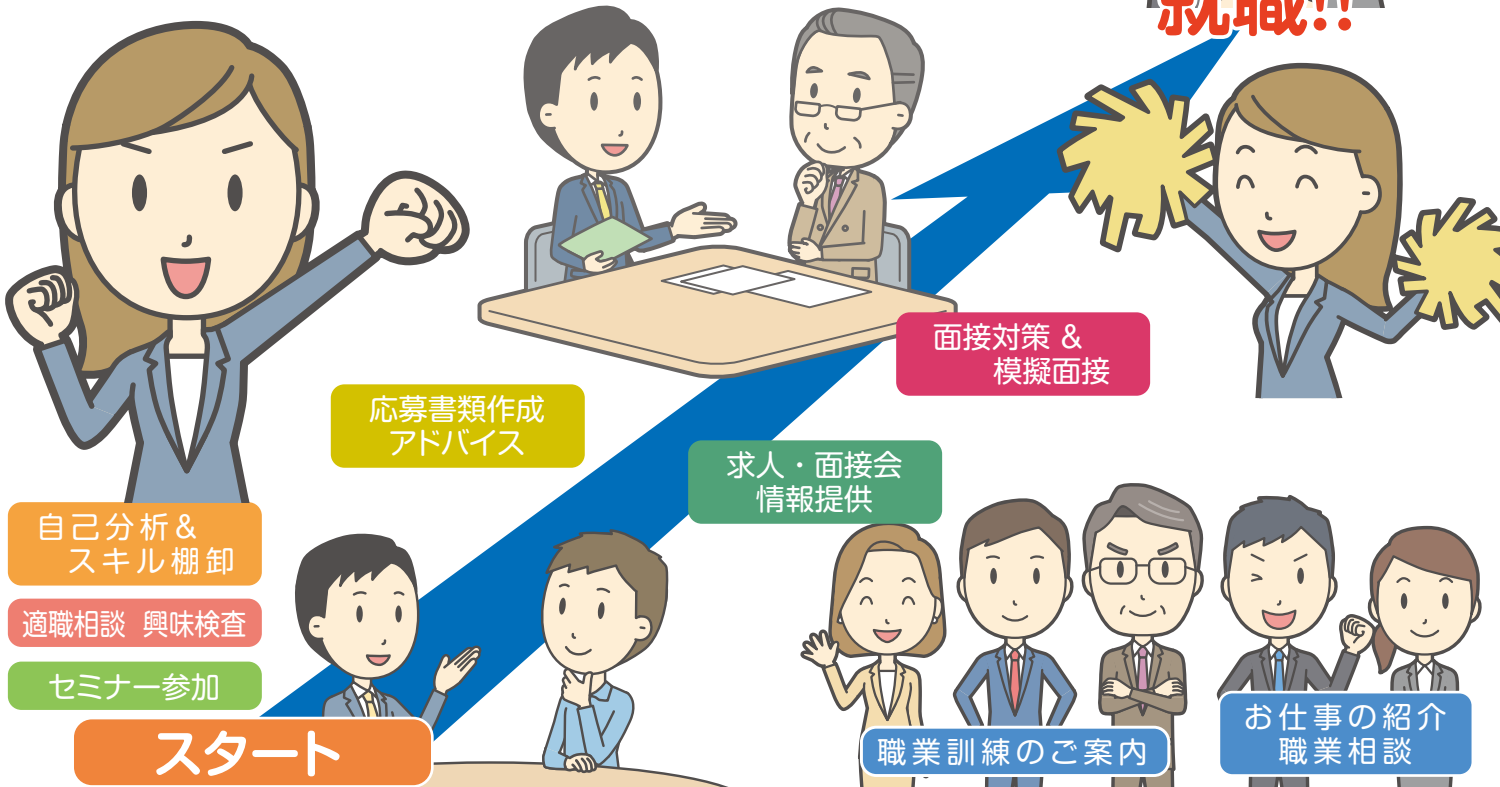 就職!!
面接対策 &
模擬面接
応募書類作成
アドバイス
求人・面接会
情報提供
自己分析&
スキル棚卸
適職相談 興味検査
セミナー参加
スタート
職業訓練のご案内
お仕事の紹介
職業相談